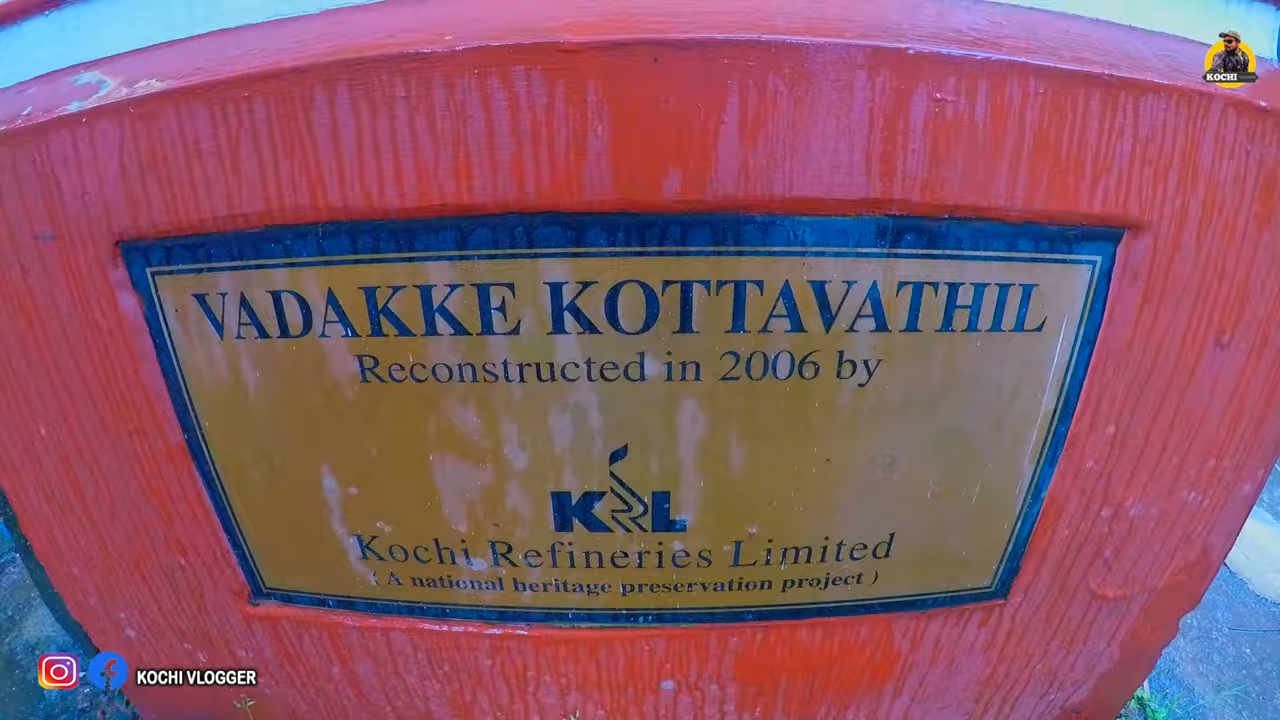 KOCHI
VADAKKE KOTTAVATHIL
Reconstructed in 2006 by
KRL
Kochi Refineries Limited
( A national heritage preservation project )
KOCHI VLOGGER